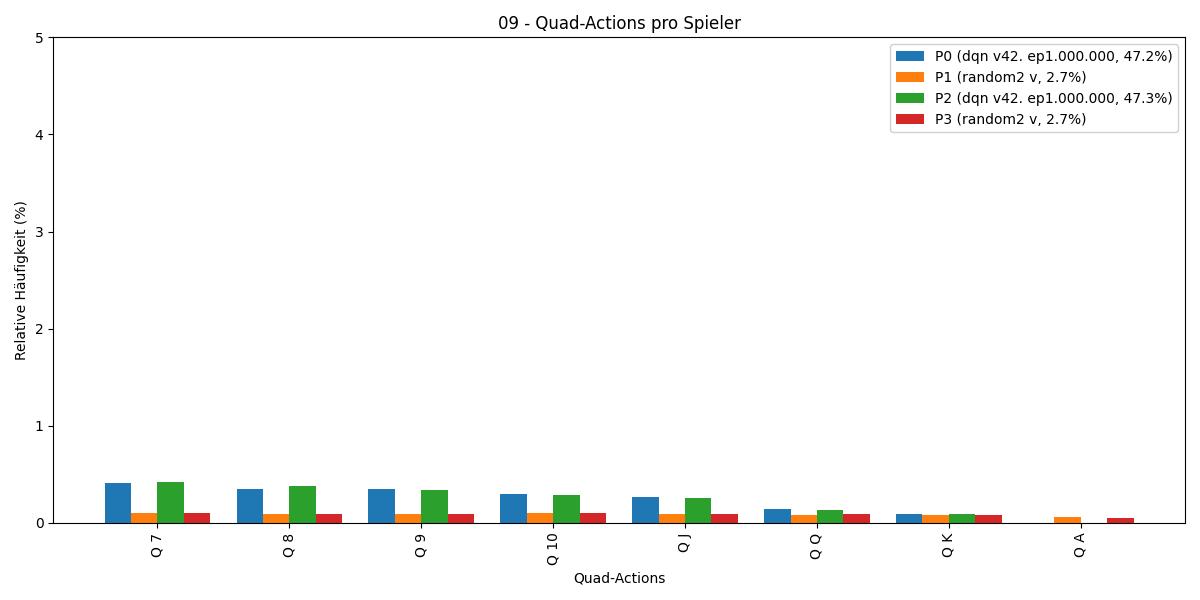 09 - Quad-Actions pro Spieler
P0 (dqn v42. ep1.000.000, 47.2%)
P1 (random2 v, 2.7%)
P2 (dqn v42. ep1.000.000, 47.3%)
P3 (random2 v, 2.7%)
Relative Häufigkeit (%)
5
4
3
2
1
0
Q 7
Q 8
Q 9
Q 10
Q J
Q Q
Q K
Q A
Quad-Actions